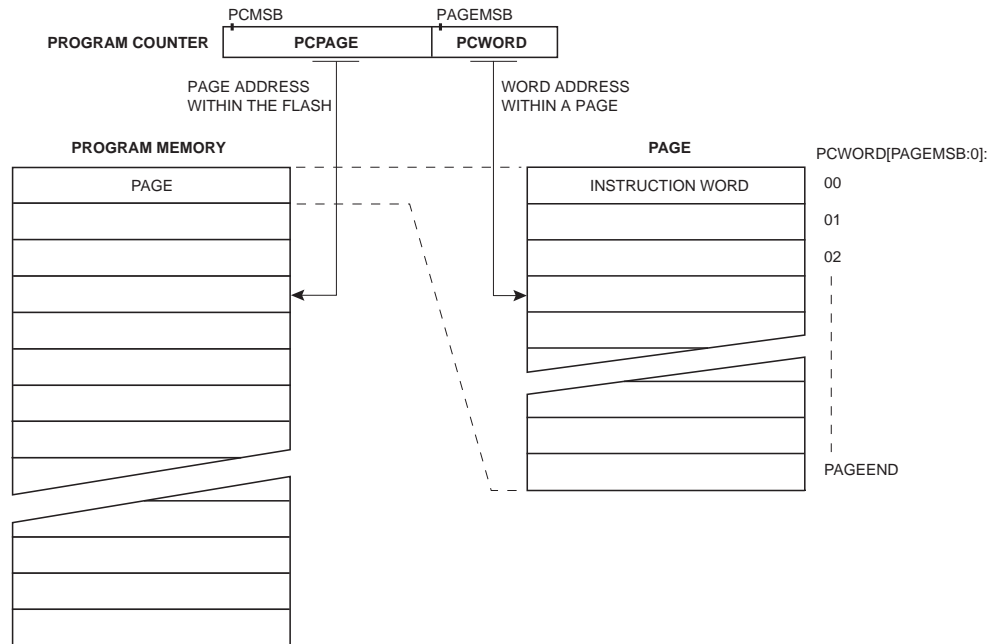 PCMSB PAGEMSB
PROGRAM COUNTER PCPAGE PCWORD
PAGE ADDRESS
WITHIN THE FLASH
WORD ADDRESS
WITHIN A PAGE
PROGRAM MEMORY
PAGE
PAGE
INSTRUCTION WORD
PCWORD[PAGEMSB:0]:
00
01
02
PAGEEND